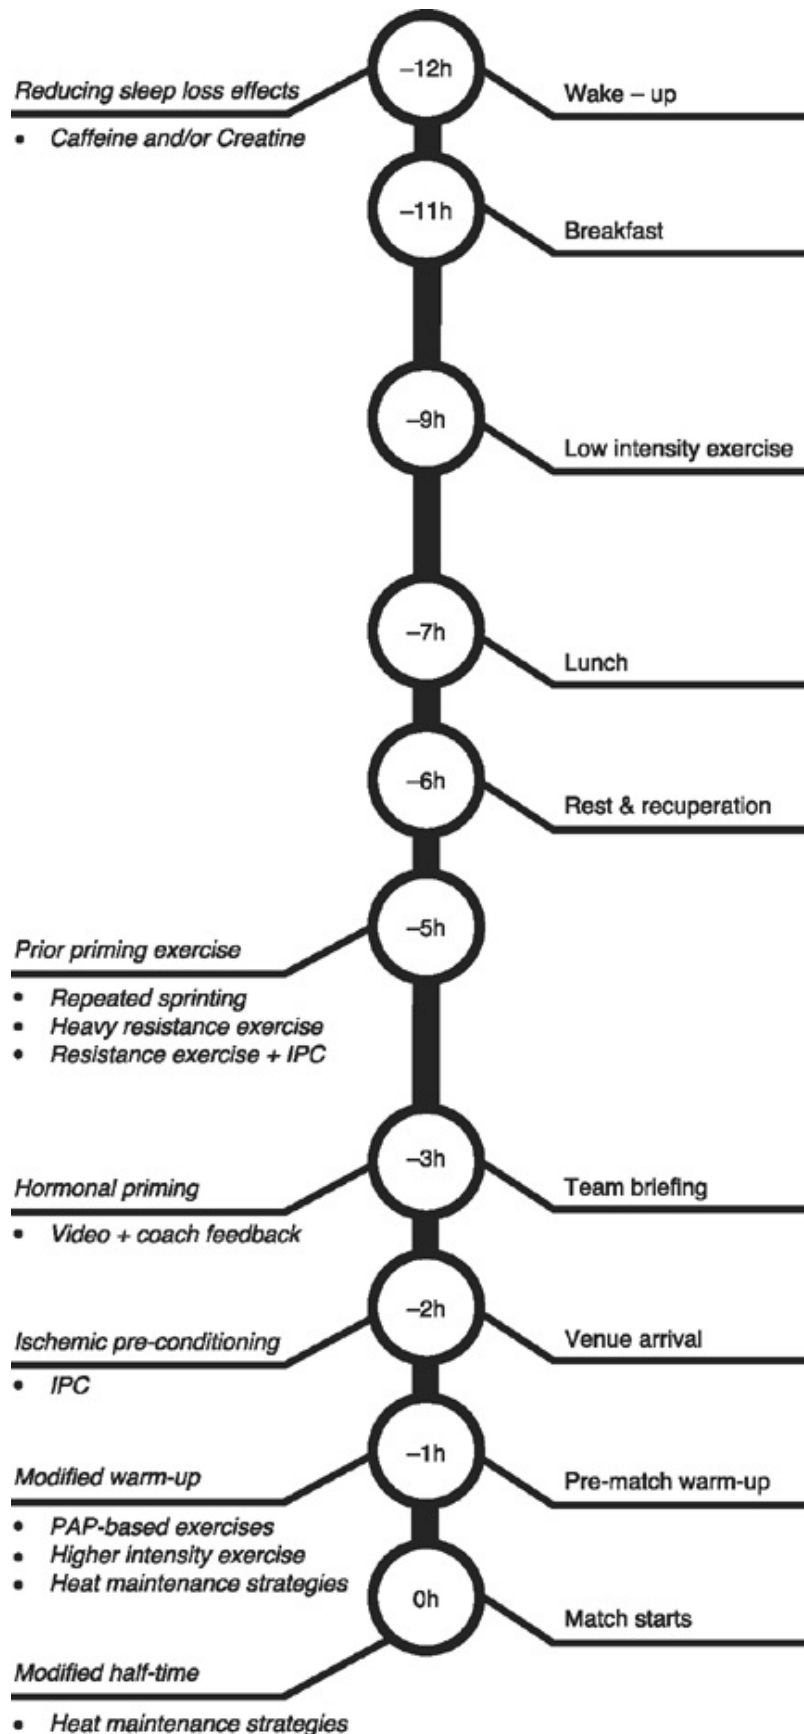 –12h
Reducing sleep loss effects
Wake – up
• Caffeine and/or Creatine
–11h
Breakfast
–9h
Low intensity exercise
–7h
Lunch
–6h
Rest & recuperation
–5h
Prior priming exercise
• Repeated sprinting
• Heavy resistance exercise
• Resistance exercise + IPC
–3h
Hormonal priming
Team briefing
• Video + coach feedback
–2h
Ischemic pre-conditioning
Venue arrival
• IPC
–1h
Modified warm-up
Pre-match warm-up
• PAP-based exercises
• Higher intensity exercise
• Heat maintenance strategies
0h
Match starts
Modified half-time
• Heat maintenance strategies